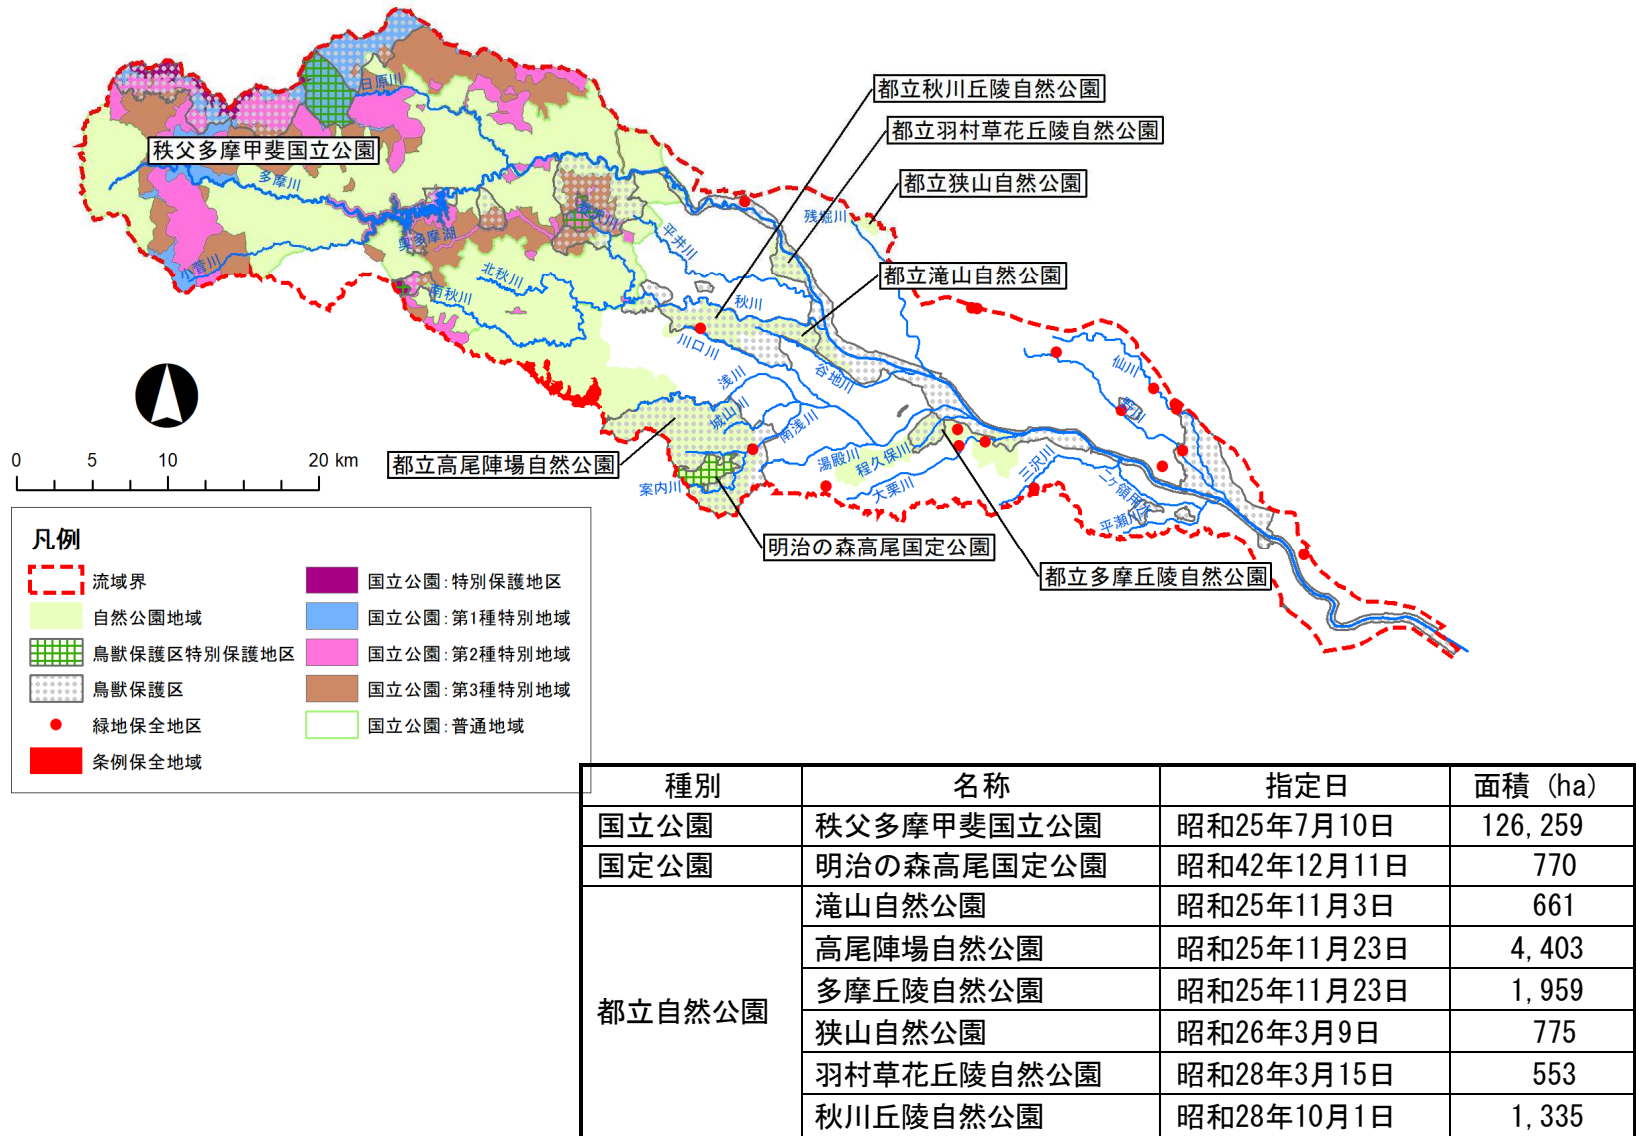 都立秋川丘陵自然公園
都立羽村草花丘陵自然公園
都立狭山自然公園
都立滝山自然公園
秩父多摩甲斐国立公園
都立高尾陣場自然公園
明治の森高尾国定公園
都立多摩丘陵自然公園
日原川
多摩川
奥多摩湖
小菅川
北秋川
南秋川
平井川
残堀川
秋川
川口川
谷地川
浅川
城山川
南浅川
湯殿川
程久保川
大栗川
案内川
三沢川
二ヶ領用水
平瀬川
仙川
野川
0 5 10 20 km
凡例
流域界
自然公園地域
鳥獣保護区特別保護地区
鳥獣保護区
緑地保全地区
条例保全地域
国立公園:特別保護地区
国立公園:第1種特別地域
国立公園:第2種特別地域
国立公園:第3種特別地域
国立公園:普通地域
種別 名称 指定日 面積 (ha)
国立公園 秩父多摩甲斐国立公園 昭和25年7月10日 126,259
国定公園 明治の森高尾国定公園 昭和42年12月11日 770
都立自然公園 滝山自然公園 昭和25年11月3日 661
高尾陣場自然公園 昭和25年11月23日 4,403
多摩丘陵自然公園 昭和25年11月23日 1,959
狭山自然公園 昭和26年3月9日 775
羽村草花丘陵自然公園 昭和28年3月15日 553
秋川丘陵自然公園 昭和28年10月1日 1,335